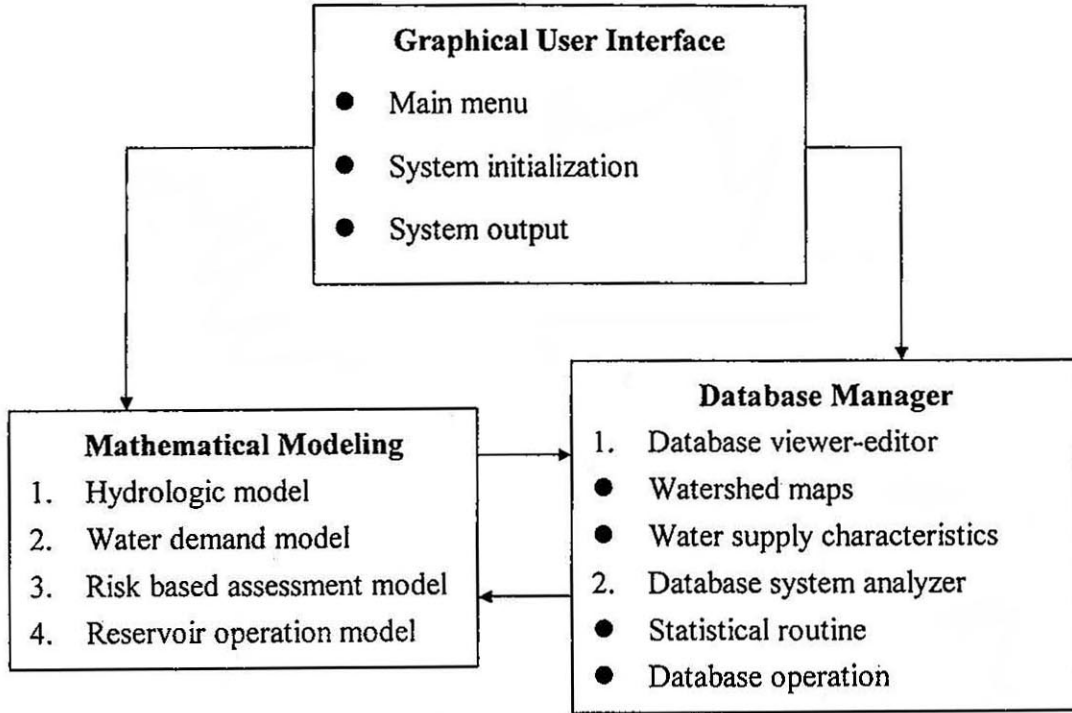 Graphical User Interface
● Main menu
● System initialization
● System output
Mathematical Modeling
1. Hydrologic model
2. Water demand model
3. Risk based assessment model
4. Reservoir operation model
Database Manager
1. Database viewer-editor
● Watershed maps
● Water supply characteristics
2. Database system analyzer
● Statistical routine
● Database operation